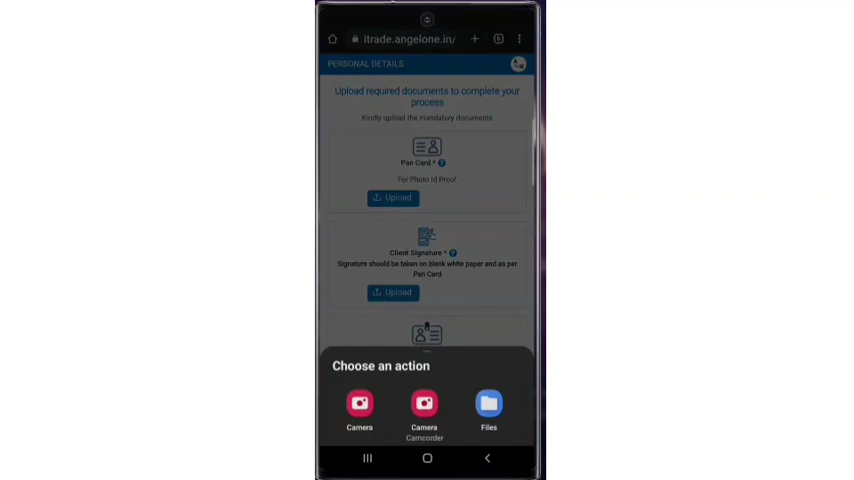 itrade.angelone.in/
6
PERSONAL DETAILS
Upload required documents to complete your
process
Kindly upload the mandatory documents
Pan Card * ?
For Photo Id Proof
Upload
Client Signature * ?
Signature should be taken on blank white paper and as per
Pan Card
Upload
Choose an action
Camera
Camera
Files
Camcorder